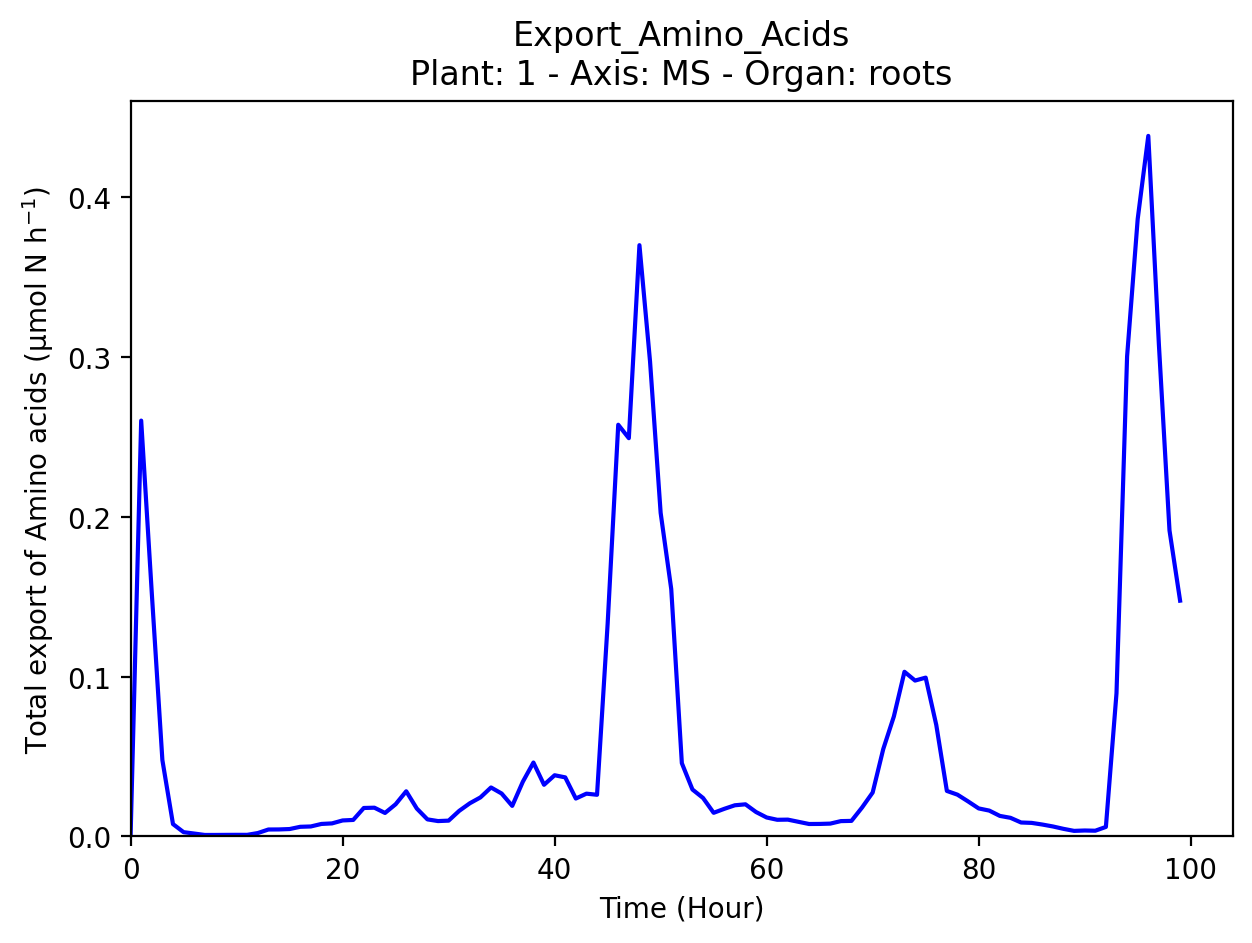 Export_Amino_Acids
Plant: 1 - Axis: MS - Organ: roots
Total export of Amino acids (µmol N h⁻¹)
0.4
0.3
0.2
0.1
0.0
0 20 40 60 80 100
Time (Hour)